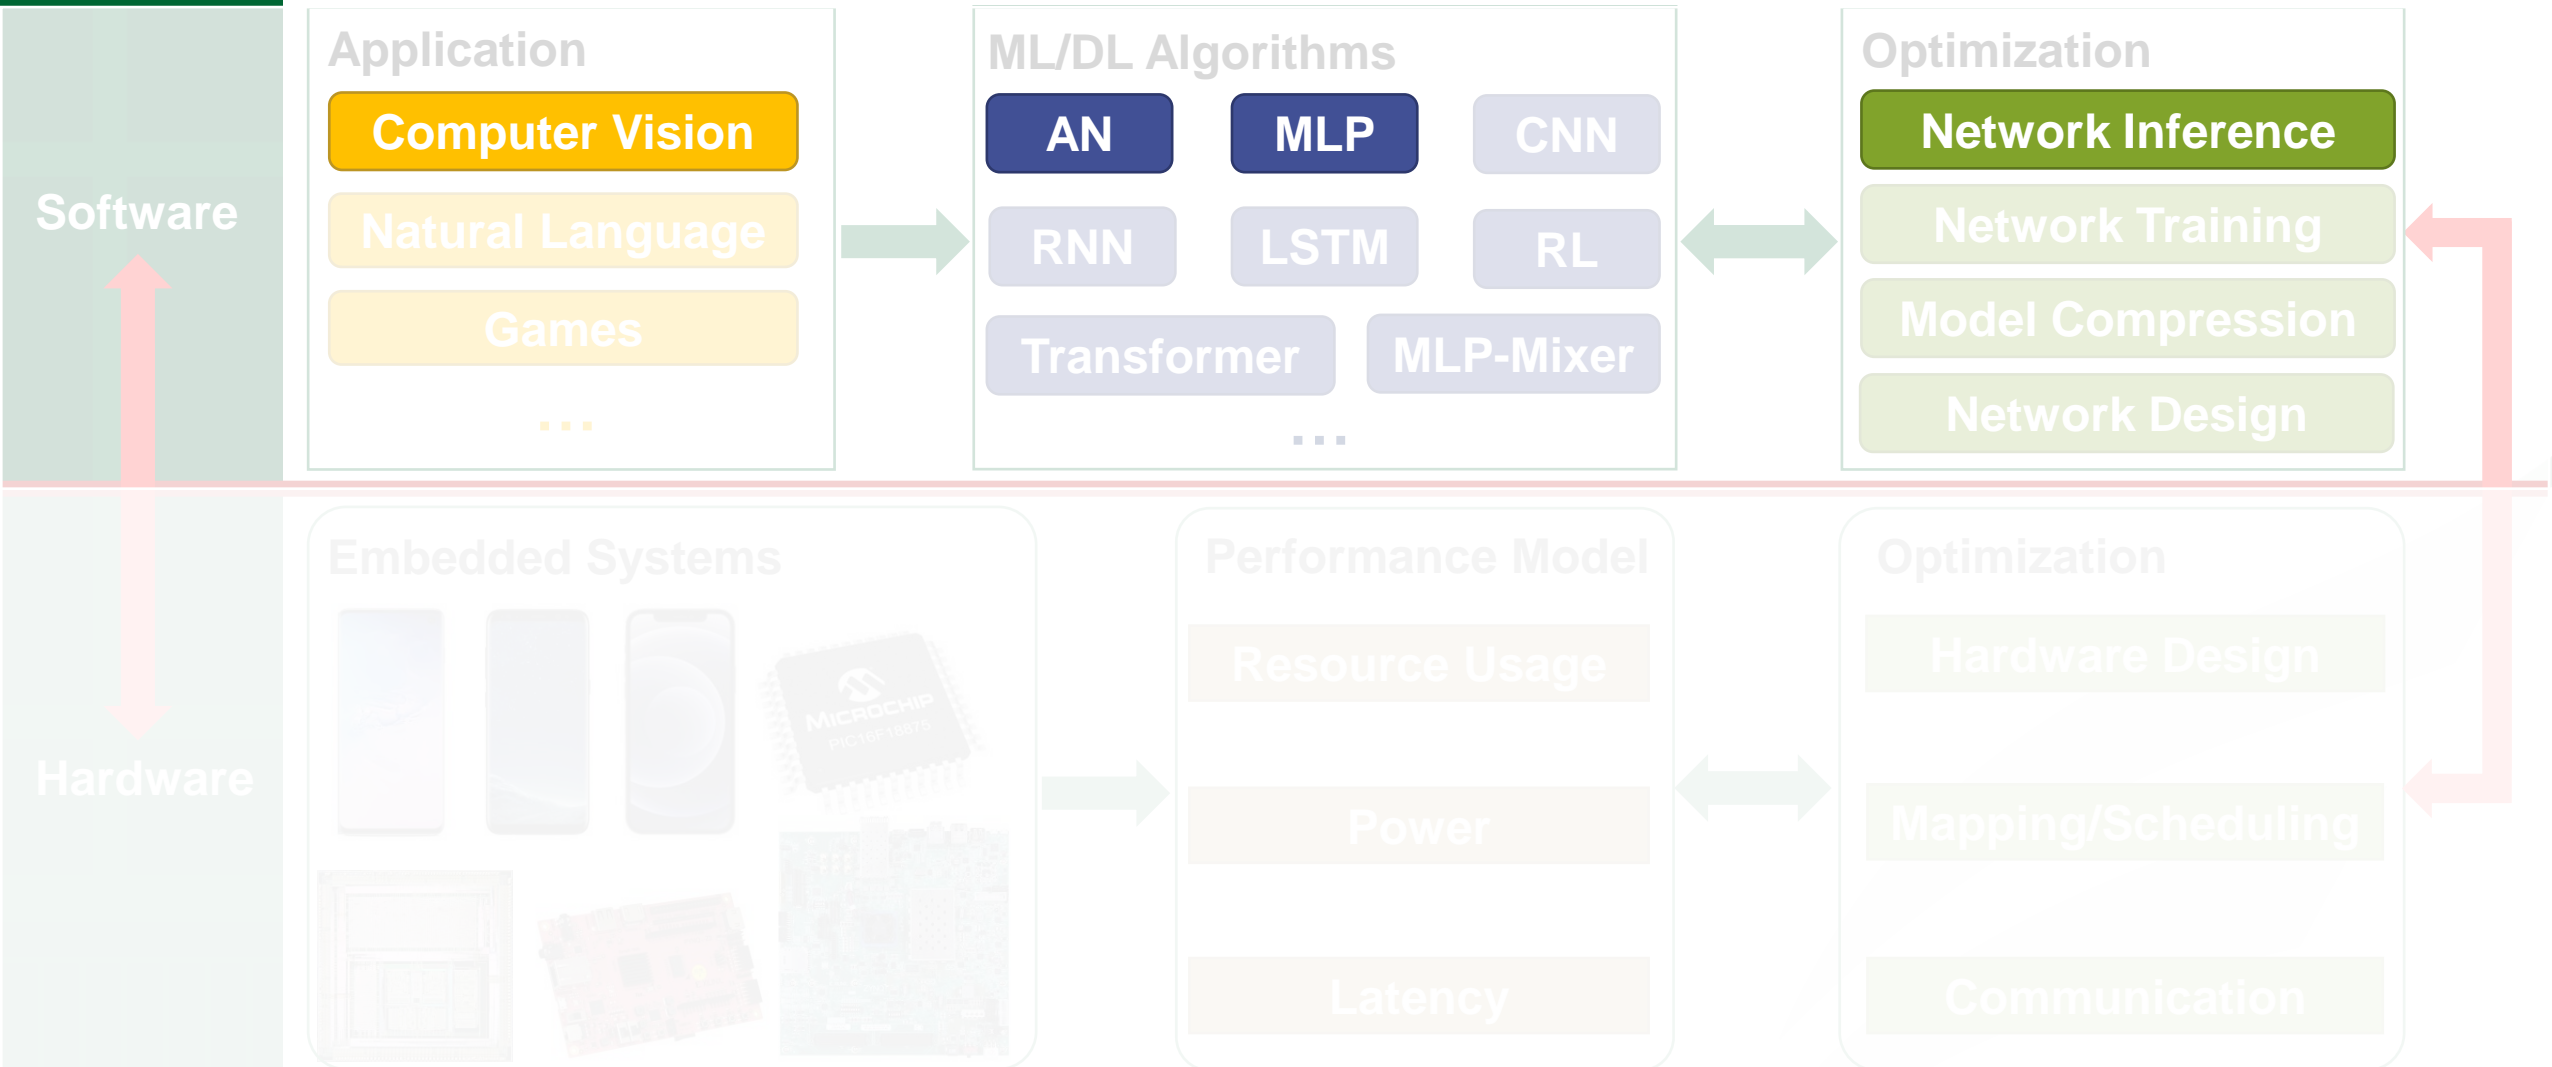 Application
ML/DL Algorithms
Optimization
Computer Vision
AN
MLP
CNN
Network Inference
Software
Natural Language
RNN
LSTM
RL
Network Training
Games
Transformer
MLP-Mixer
Model Compression
...
...
Network Design
Embedded Systems
Performance Model
Optimization
Resource Usage
Hardware Design
MICROCHIP
PIC16F18875
Hardware
Power
Mapping/Scheduling
Latency
Communication